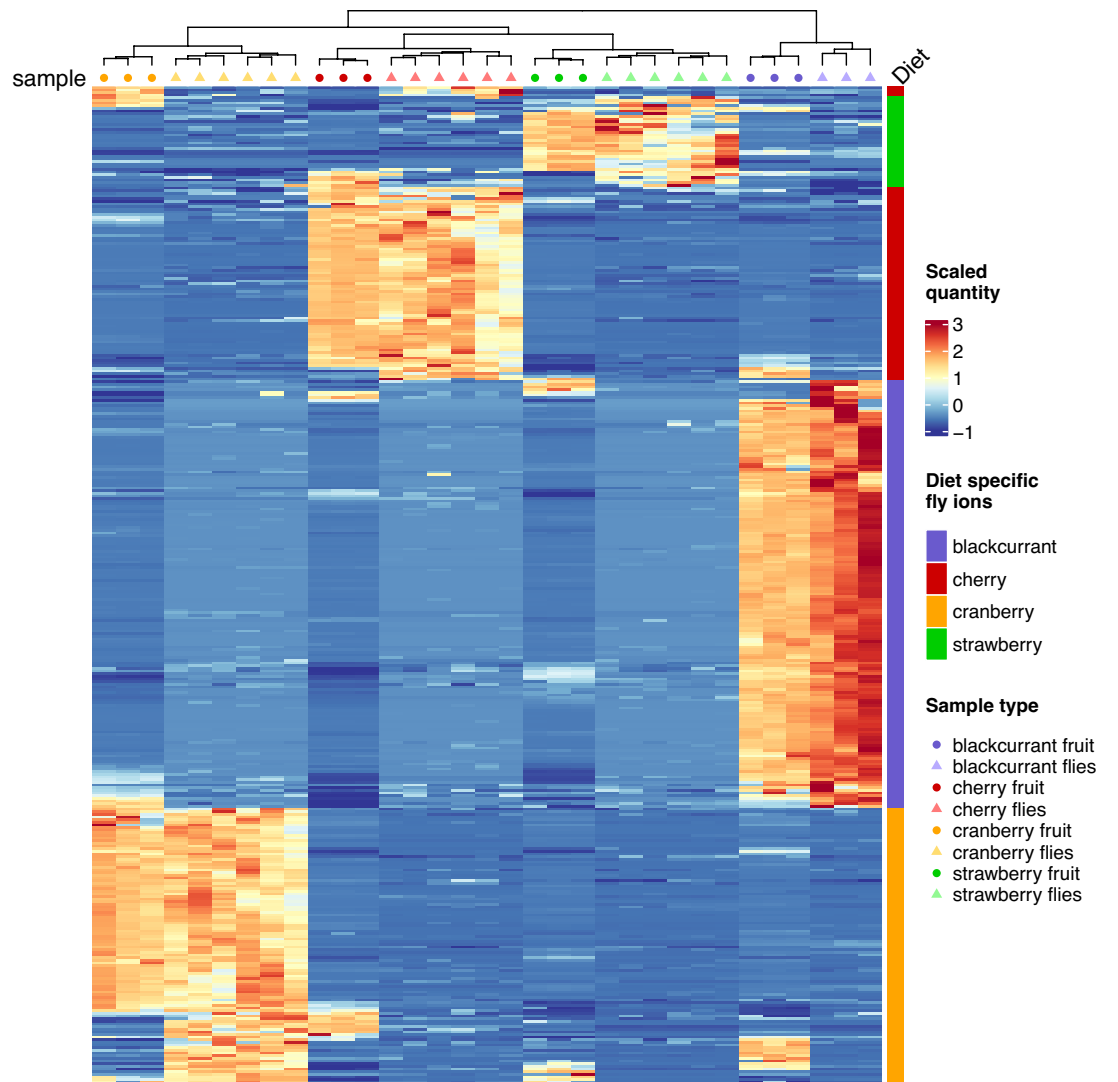 sample
Diet
Scaled
quantity
3
2
1
0
−1
Diet specific
fly ions
blackcurrant
cherry
cranberry
strawberry
Sample type
blackcurrant fruit
blackcurrant flies
cherry fruit
cherry flies
cranberry fruit
cranberry flies
strawberry fruit
strawberry flies